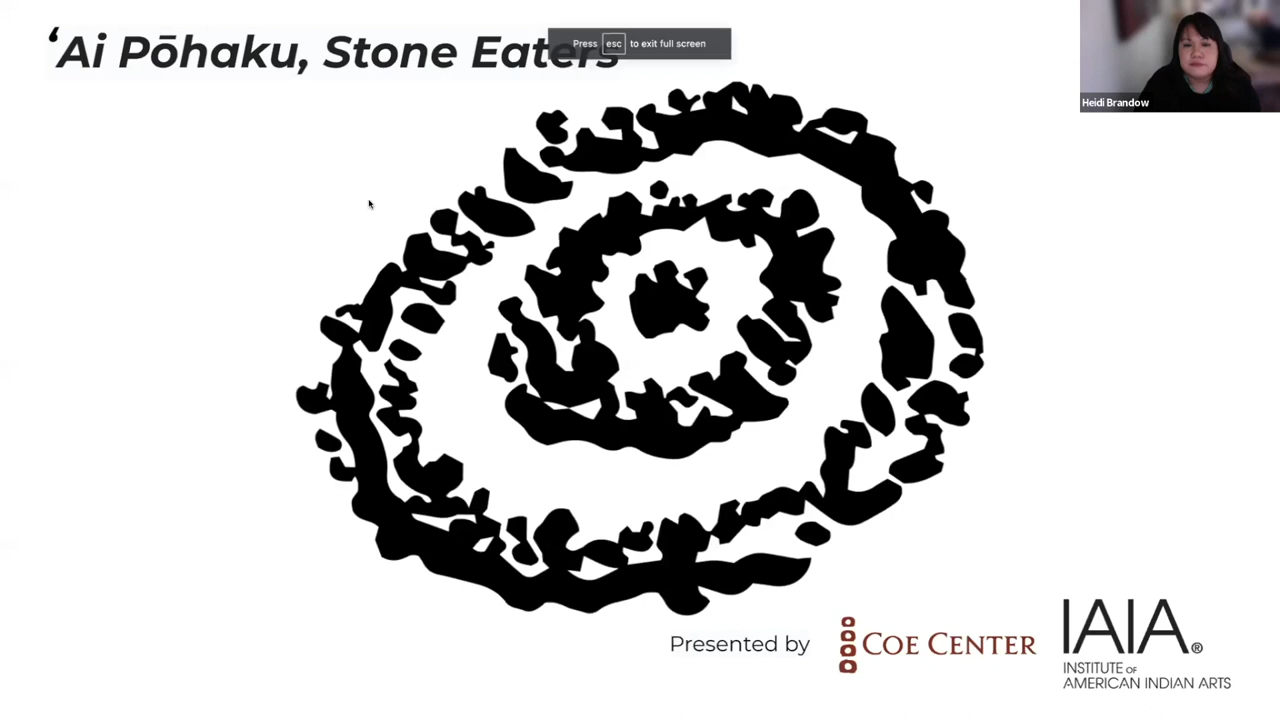 ʻAi Pōhaku, Stone Eaters
Press esc to exit full screen
Heidi Brandow
Presented by
COE CENTER
IAIA®
INSTITUTE OF
AMERICAN INDIAN ARTS